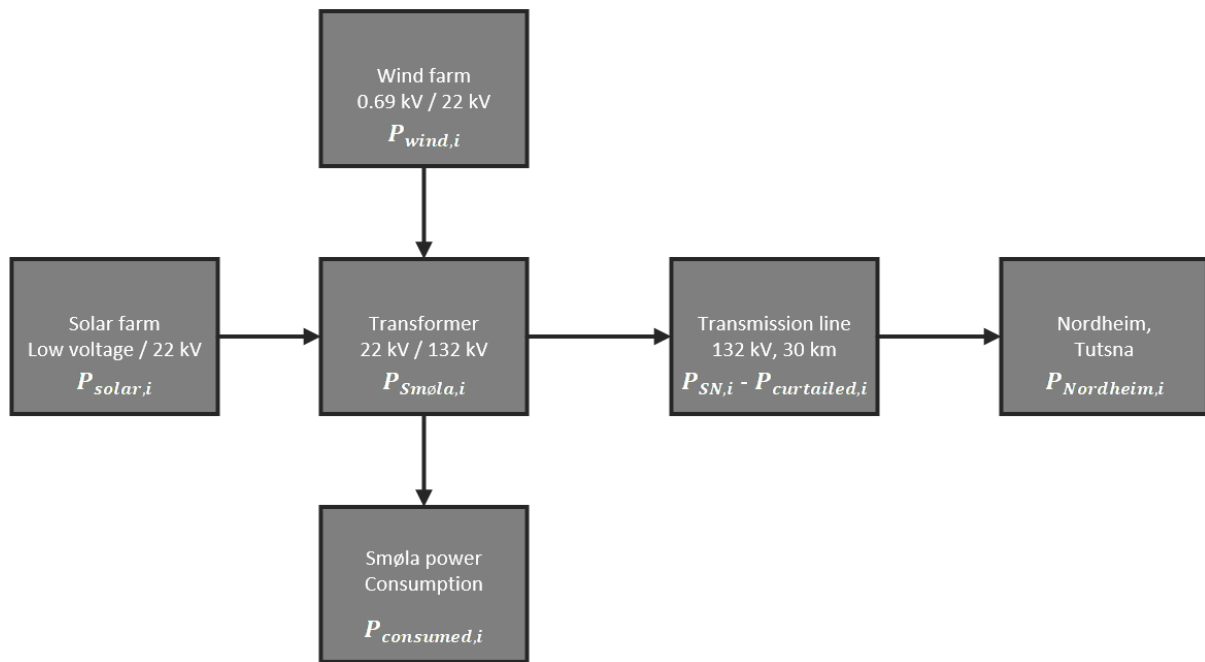 Wind farm
0.69 kV / 22 kV
P_wind,i
Solar farm
Low voltage / 22 kV
P_solar,i
Transformer
22 kV / 132 kV
P_Smøla,i
Transmission line
132 kV, 30 km
P_SN,i - P_curtailed,i
Nordheim,
Tutsna
P_Nordheim,i
Smøla power
Consumption
P_consumed,i